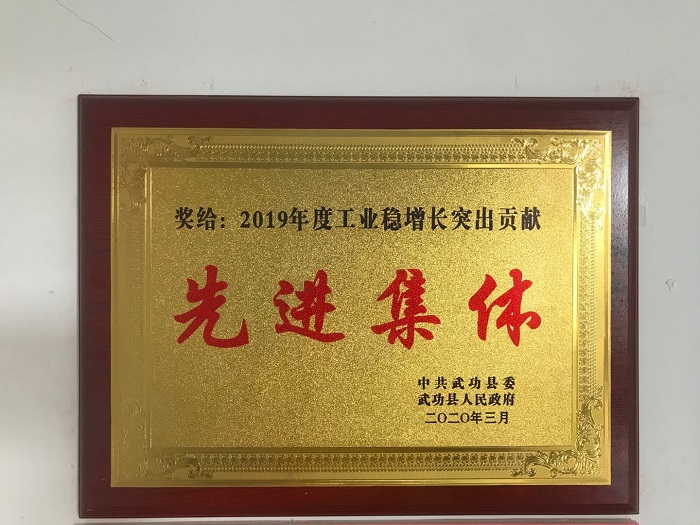 奖给：2019年度工业稳增长突出贡献
先进集体
中共武功县委
武功县人民政府
二〇二〇年三月